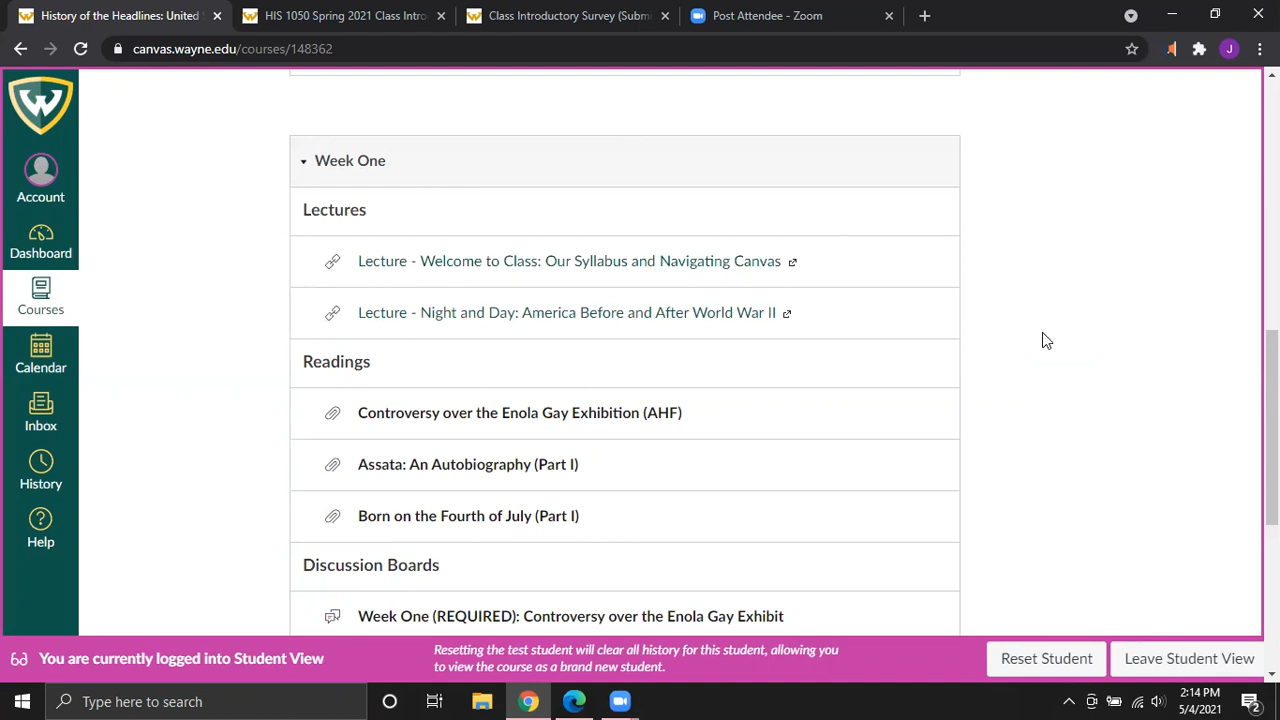 History of the Headlines: United
HIS 1050 Spring 2021 Class Intro
Class Introductory Survey (Subm
Post Attendee - Zoom
canvas.wayne.edu/courses/148362
J
W
Account
Dashboard
Courses
Calendar
Inbox
History
Help
Week One
Lectures
Lecture - Welcome to Class: Our Syllabus and Navigating Canvas
Lecture - Night and Day: America Before and After World War II
Readings
Controversy over the Enola Gay Exhibition (AHF)
Assata: An Autobiography (Part I)
Born on the Fourth of July (Part I)
Discussion Boards
Week One (REQUIRED): Controversy over the Enola Gay Exhibit
You are currently logged into Student View
Resetting the test student will clear all history for this student, allowing you
to view the course as a brand new student.
Reset Student
Leave Student View
Type here to search
2:14 PM
5/4/2021
2